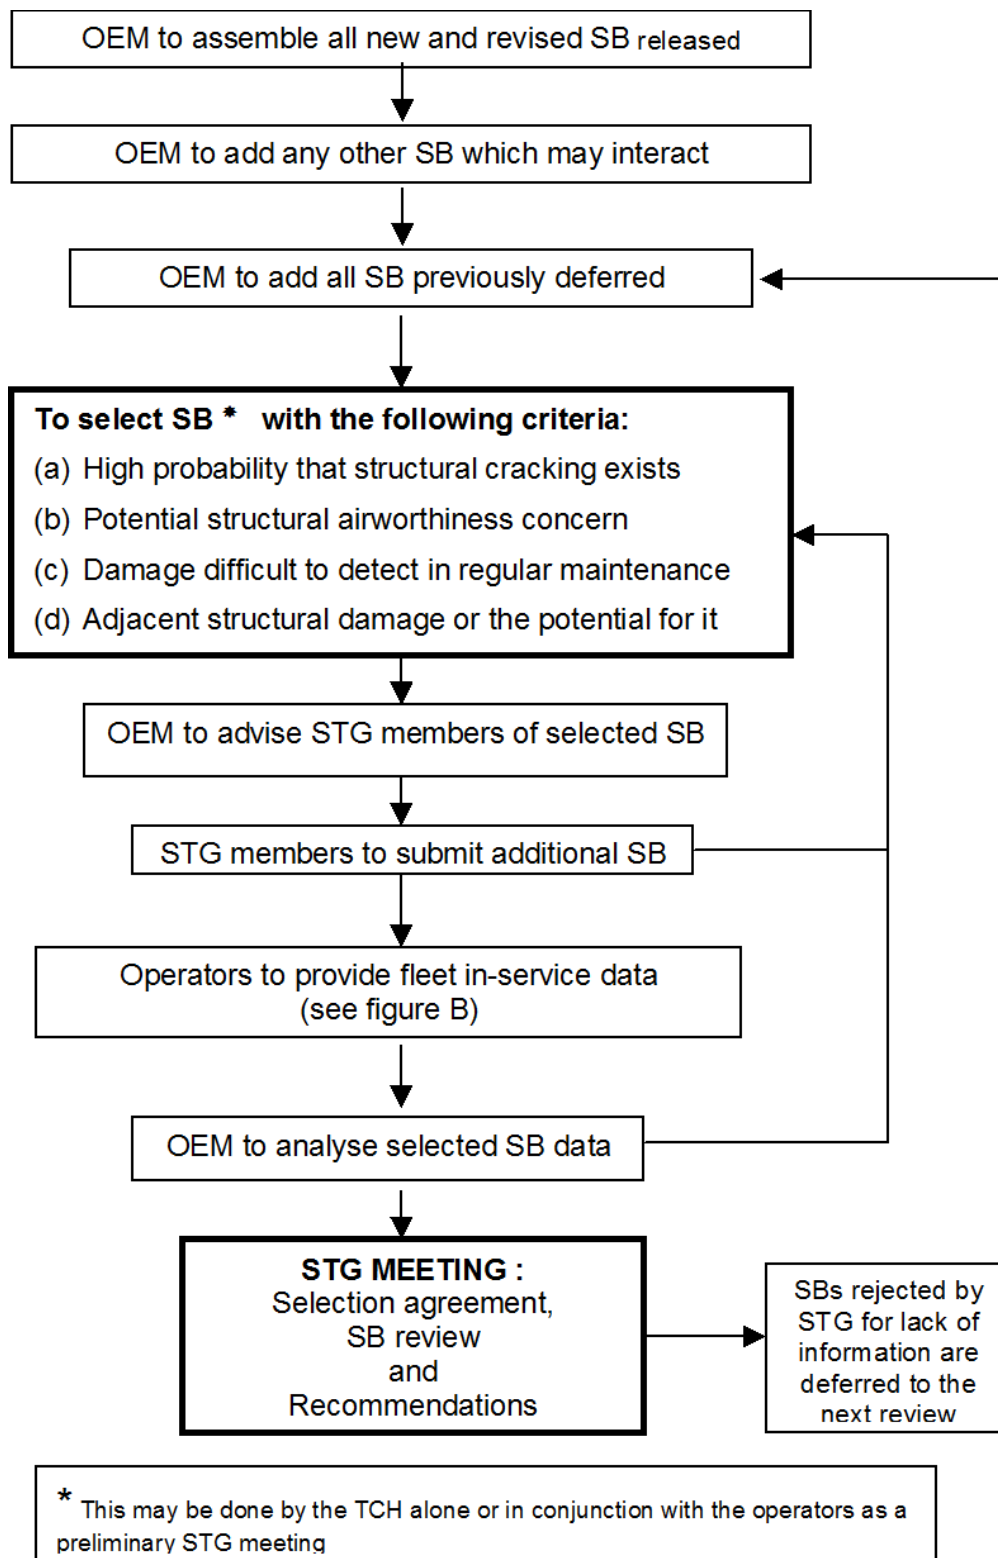 OEM to assemble all new and revised SB released
OEM to add any other SB which may interact
OEM to add all SB previously deferred
To select SB * with the following criteria:
(a) High probability that structural cracking exists
(b) Potential structural airworthiness concern
(c) Damage difficult to detect in regular maintenance
(d) Adjacent structural damage or the potential for it
OEM to advise STG members of selected SB
STG members to submit additional SB
Operators to provide fleet in-service data
(see figure B)
OEM to analyse selected SB data
STG MEETING :
Selection agreement,
SB review
and
Recommendations
SBs rejected by
STG for lack of
information are
deferred to the
next review
* This may be done by the TCH alone or in conjunction with the operators as a
preliminary STG meeting